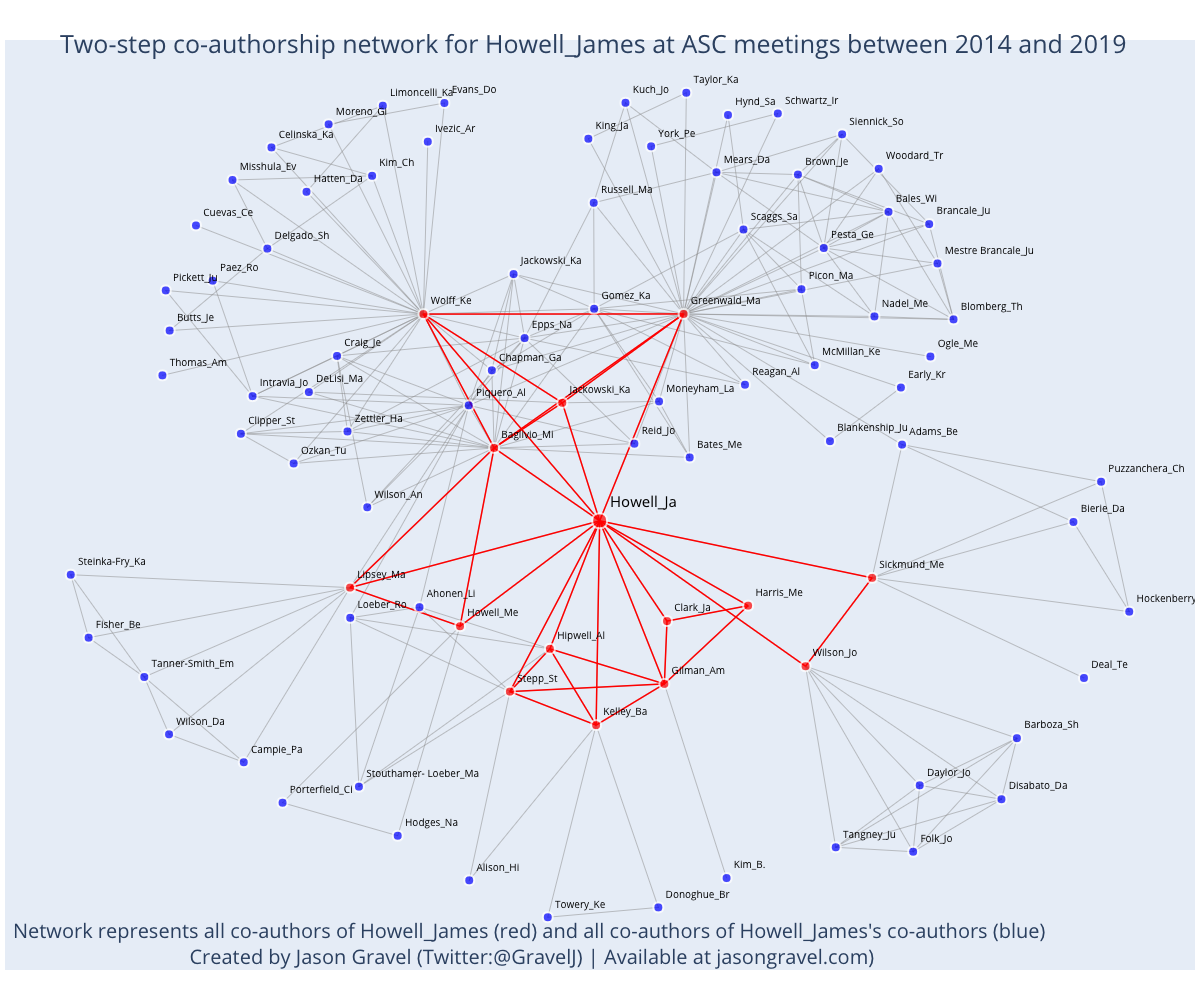 Two-step co-authorship network for Howell_James at ASC meetings between 2014 and 2019
Limoncelli_Ka
Evans_Do
Kuch_Jo
Taylor_Ka
Moreno_Gi
Hynd_Sa
Schwartz_Ir
Celinska_Ka
Ivezic_Ar
King_Ja
York_Pe
Siennick_So
Misshula_Ev
Hatten_Da
Kim_Ch
Mears_Da
Brown_Je
Woodard_Tr
Russell_Ma
Bales_Wi
Cuevas_Ce
Brancale_Ju
Delgado_Sh
Scaggs_Sa
Pesta_Ge
Jackowski_Ka
Mestre Brancale_Ju
Pickett_Ju
Paez_Ro
Picon_Ma
Wolff_Ke
Gomez_Ka
Greenwald_Ma
Nadel_Me
Blomberg_Th
Butts_Je
Epps_Na
Craig_Je
Chapman_Ga
McMillan_Ke
Ogle_Me
Thomas_Am
Reagan_Al
Early_Kr
Intravia_Jo
DeLisi_Ma
Piquero_Al
Jackowski_Ka
Moneyham_La
Clipper_St
Zettler_Ha
Baglivio_Mi
Reid_Jo
Blankenship_Ju
Adams_Be
Ozkan_Tu
Bates_Me
Puzzanchera_Ch
Wilson_An
Howell_Ja
Bierie_Da
Steinka-Fry_Ka
Lipsey_Ma
Sickmund_Me
Loeber_Ro
Ahonen_Li
Howell_Me
Clark_Ja
Harris_Me
Hockenberry
Fisher_Be
Hipwell_Al
Wilson_Jo
Tanner-Smith_Em
Stepp_St
Gilman_Am
Deal_Te
Wilson_Da
Kelley_Ba
Barboza_Sh
Campie_Pa
Stouthamer- Loeber_Ma
Daylor_Jo
Disabato_Da
Porterfield_Cl
Hodges_Na
Tangney_Ju
Folk_Jo
Alison_Hi
Kim_B.
Towery_Ke
Donoghue_Br
Network represents all co-authors of Howell_James (red) and all co-authors of Howell_James's co-authors (blue)
Created by Jason Gravel (Twitter:@GravelJ) | Available at jasongravel.com)